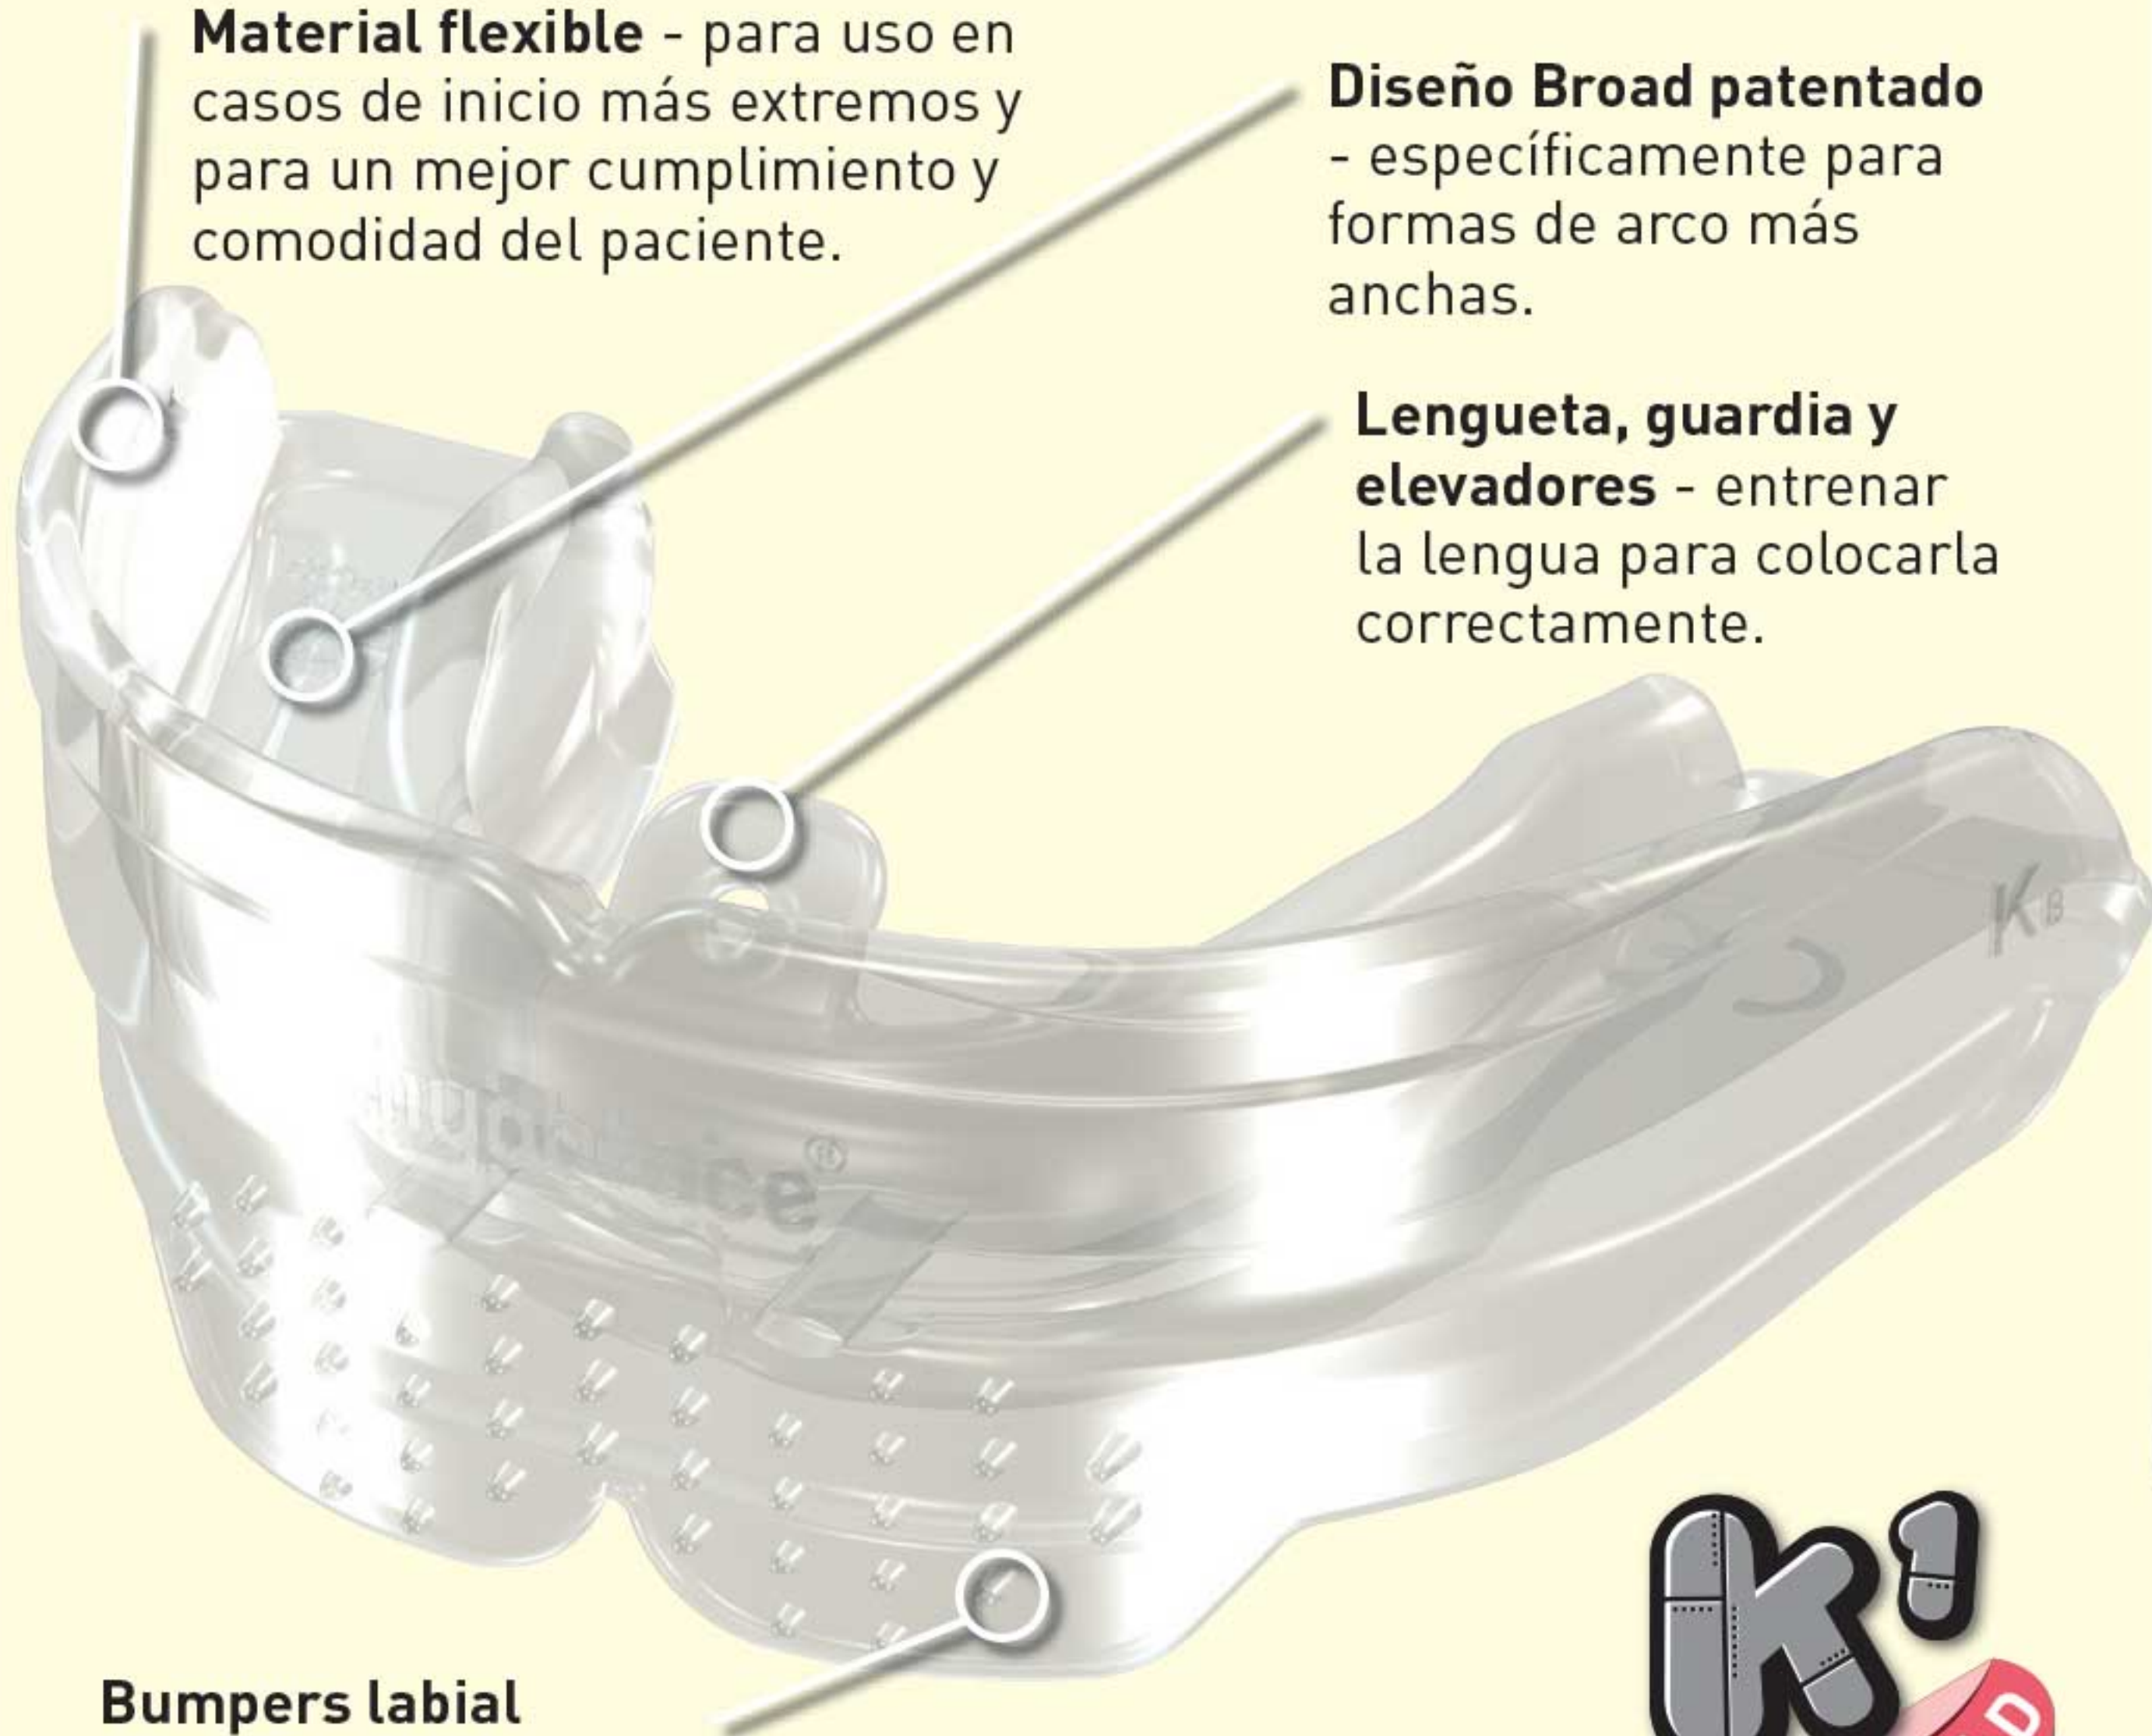 Material flexible - para uso en
casos de inicio más extremos y
para un mejor cumplimiento y
comodidad del paciente.
Diseño Broad patentado
- específicamente para
formas de arco más
anchas.
Lengueta, guardia y
elevadores - entrenar
la lengua para colocarla
correctamente.
K B
Bumpers labial
K1